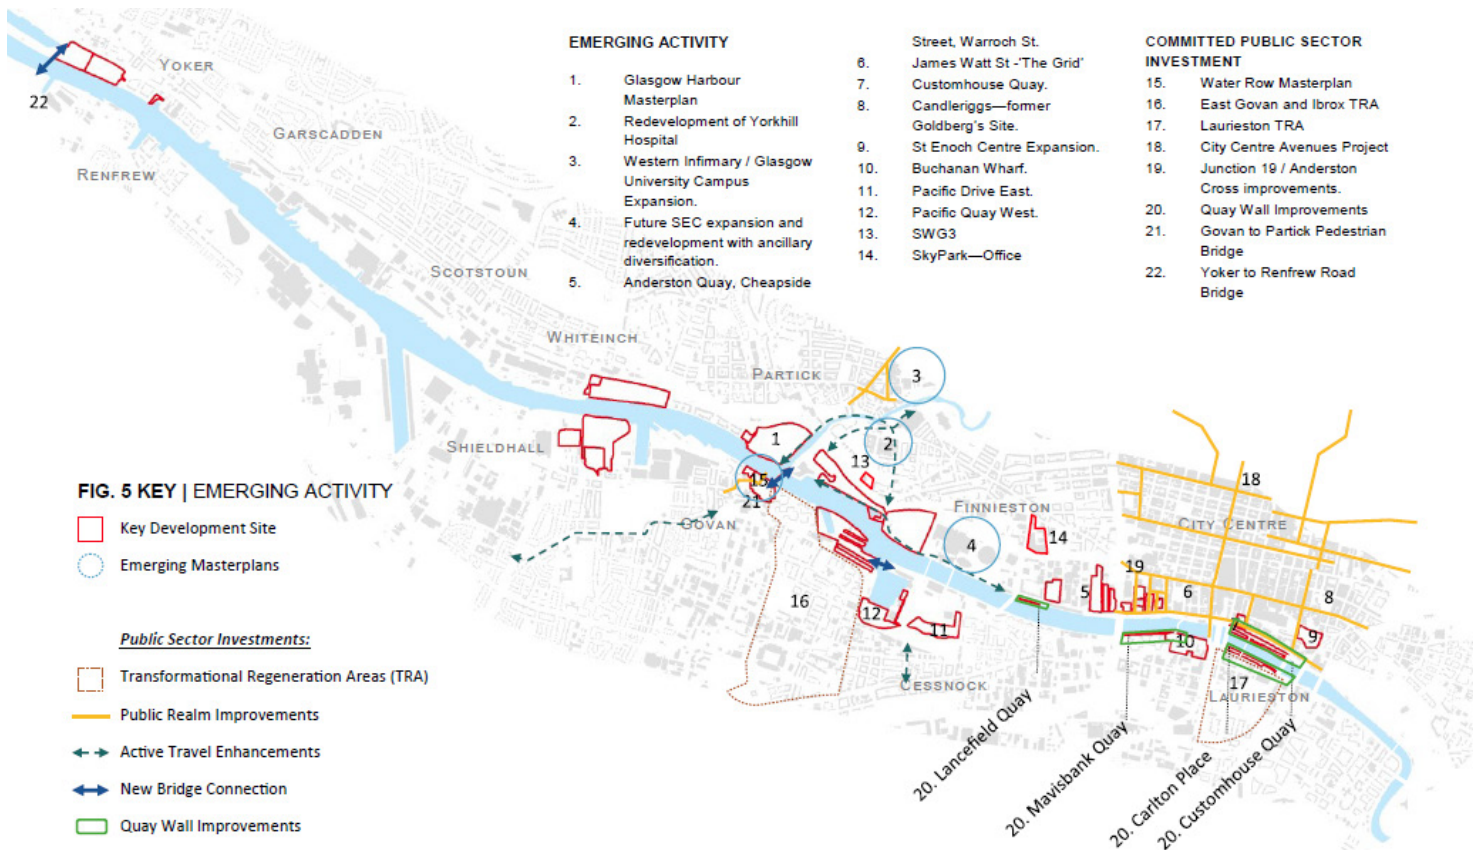 EMERGING ACTIVITY
1. Glasgow Harbour
Masterplan
2. Redevelopment of Yorkhill
Hospital
3. Western Infirmary / Glasgow
University Campus
Expansion.
4. Future SEC expansion and
redevelopment with ancillary
diversification.
5. Anderston Quay, Cheapside
Street, Warroch St.
6. James Watt St -'The Grid'
7. Customhouse Quay.
8. Candleriggs—former
Goldberg's Site.
9. St Enoch Centre Expansion.
10. Buchanan Wharf.
11. Pacific Drive East.
12. Pacific Quay West.
13. SWG3
14. SkyPark—Office
COMMITTED PUBLIC SECTOR
INVESTMENT
15. Water Row Masterplan
16. East Govan and Ibrox TRA
17. Laurieston TRA
18. City Centre Avenues Project
19. Junction 19 / Anderston
Cross improvements.
20. Quay Wall Improvements
21. Govan to Partick Pedestrian
Bridge
22. Yoker to Renfrew Road
Bridge
YOKER
22
GARSCADDEN
RENFREW
SCOTSTOUN
WHITEINCH
PARTICK
3
1
2
SHIELDHALL
13
15
18
21
GOVAN
FINNIESTON
CITY CENTRE
14
4
19
16
5
6
8
12
11
7
9
10
17
CESSNOCK
LAURIESTON
20. Lancefield Quay
20. Mavisbank Quay
20. Carlton Place
20. Customhouse Quay
FIG. 5 KEY | EMERGING ACTIVITY
Key Development Site
Emerging Masterplans
Public Sector Investments:
Transformational Regeneration Areas (TRA)
Public Realm Improvements
Active Travel Enhancements
New Bridge Connection
Quay Wall Improvements